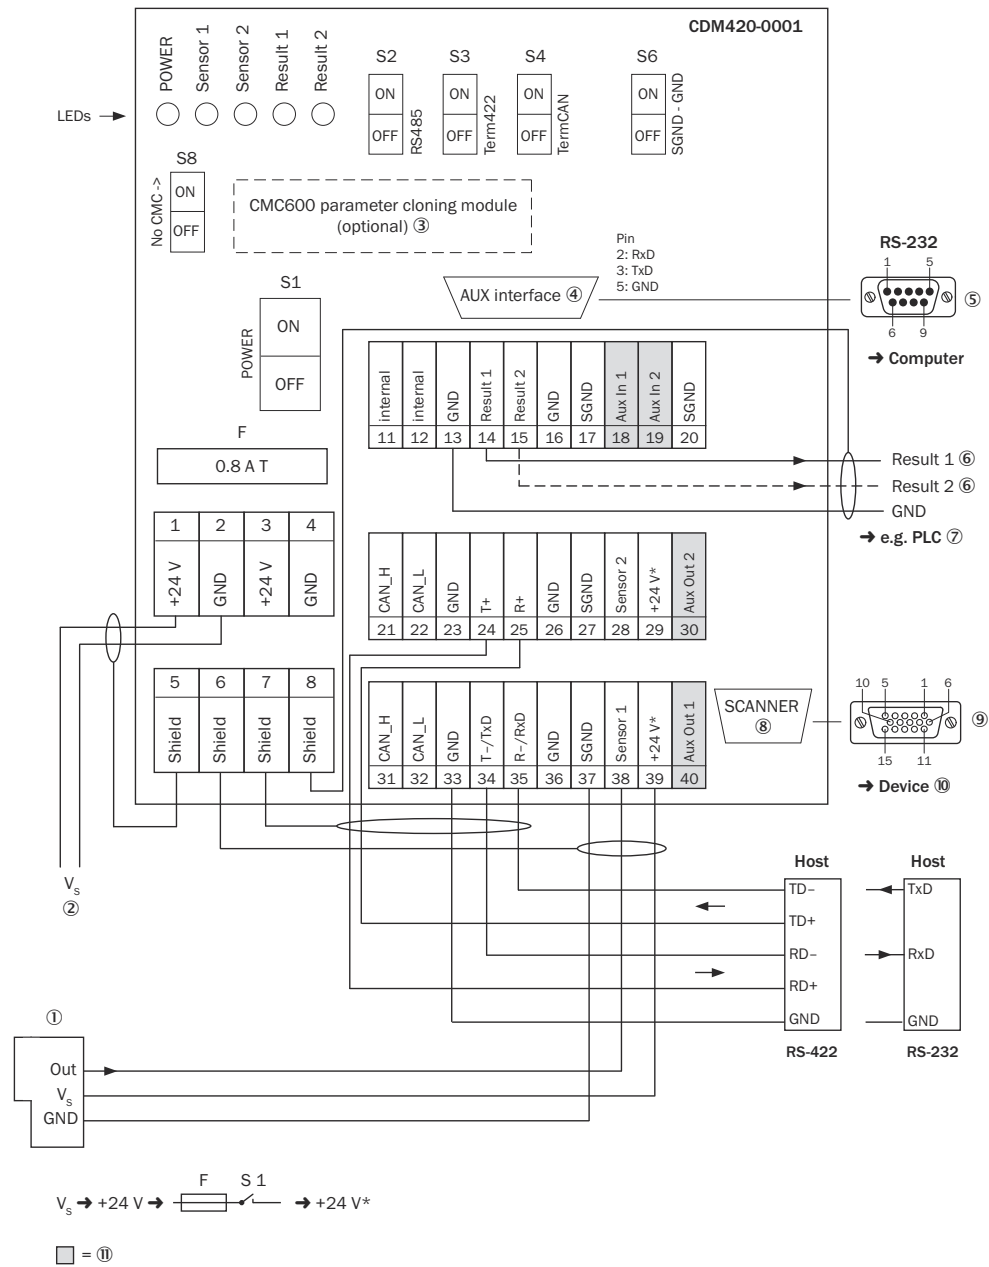 CDM420-0001
POWER
Sensor 1
Sensor 2
Result 1
Result 2
LEDs
S2
ON
OFF
RS485
S3
ON
OFF
Term422
S4
ON
OFF
TermCAN
S6
ON
OFF
SGND - GND
S8
ON
OFF
No CMC ->
CMC600 parameter cloning module
(optional) ③
S1
ON
OFF
POWER
Pin
2: RxD
3: TxD
5: GND
AUX interface ④
RS-232
1 5
6 9
⑤
➜ Computer
F
0.8 A T
internal
internal
GND
Result 1
Result 2
GND
SGND
Aux In 1
Aux In 2
SGND
11 12 13 14 15 16 17 18 19 20
Result 1 ⑥
Result 2 ⑥
GND
➜ e.g. PLC ⑦
1 2 3 4
+24 V
GND
+24 V
GND
CAN_H
CAN_L
GND
T+
R+
GND
SGND
Sensor 2
+24 V*
Aux Out 2
21 22 23 24 25 26 27 28 29 30
5 6 7 8
Shield
Shield
Shield
Shield
CAN_H
CAN_L
GND
T–/TxD
R–/RxD
GND
SGND
Sensor 1
+24 V*
Aux Out 1
31 32 33 34 35 36 37 38 39 40
SCANNER
⑧
10 5 1 6
15 11
⑨
➜ Device ⑩
Vs
②
Host
TD–
TD+
RD–
RD+
GND
RS-422
Host
TxD
RxD
GND
RS-232
①
Out
Vs
GND
F S 1
Vs ➜ +24 V ➜ ➜ +24 V*
= ⑪